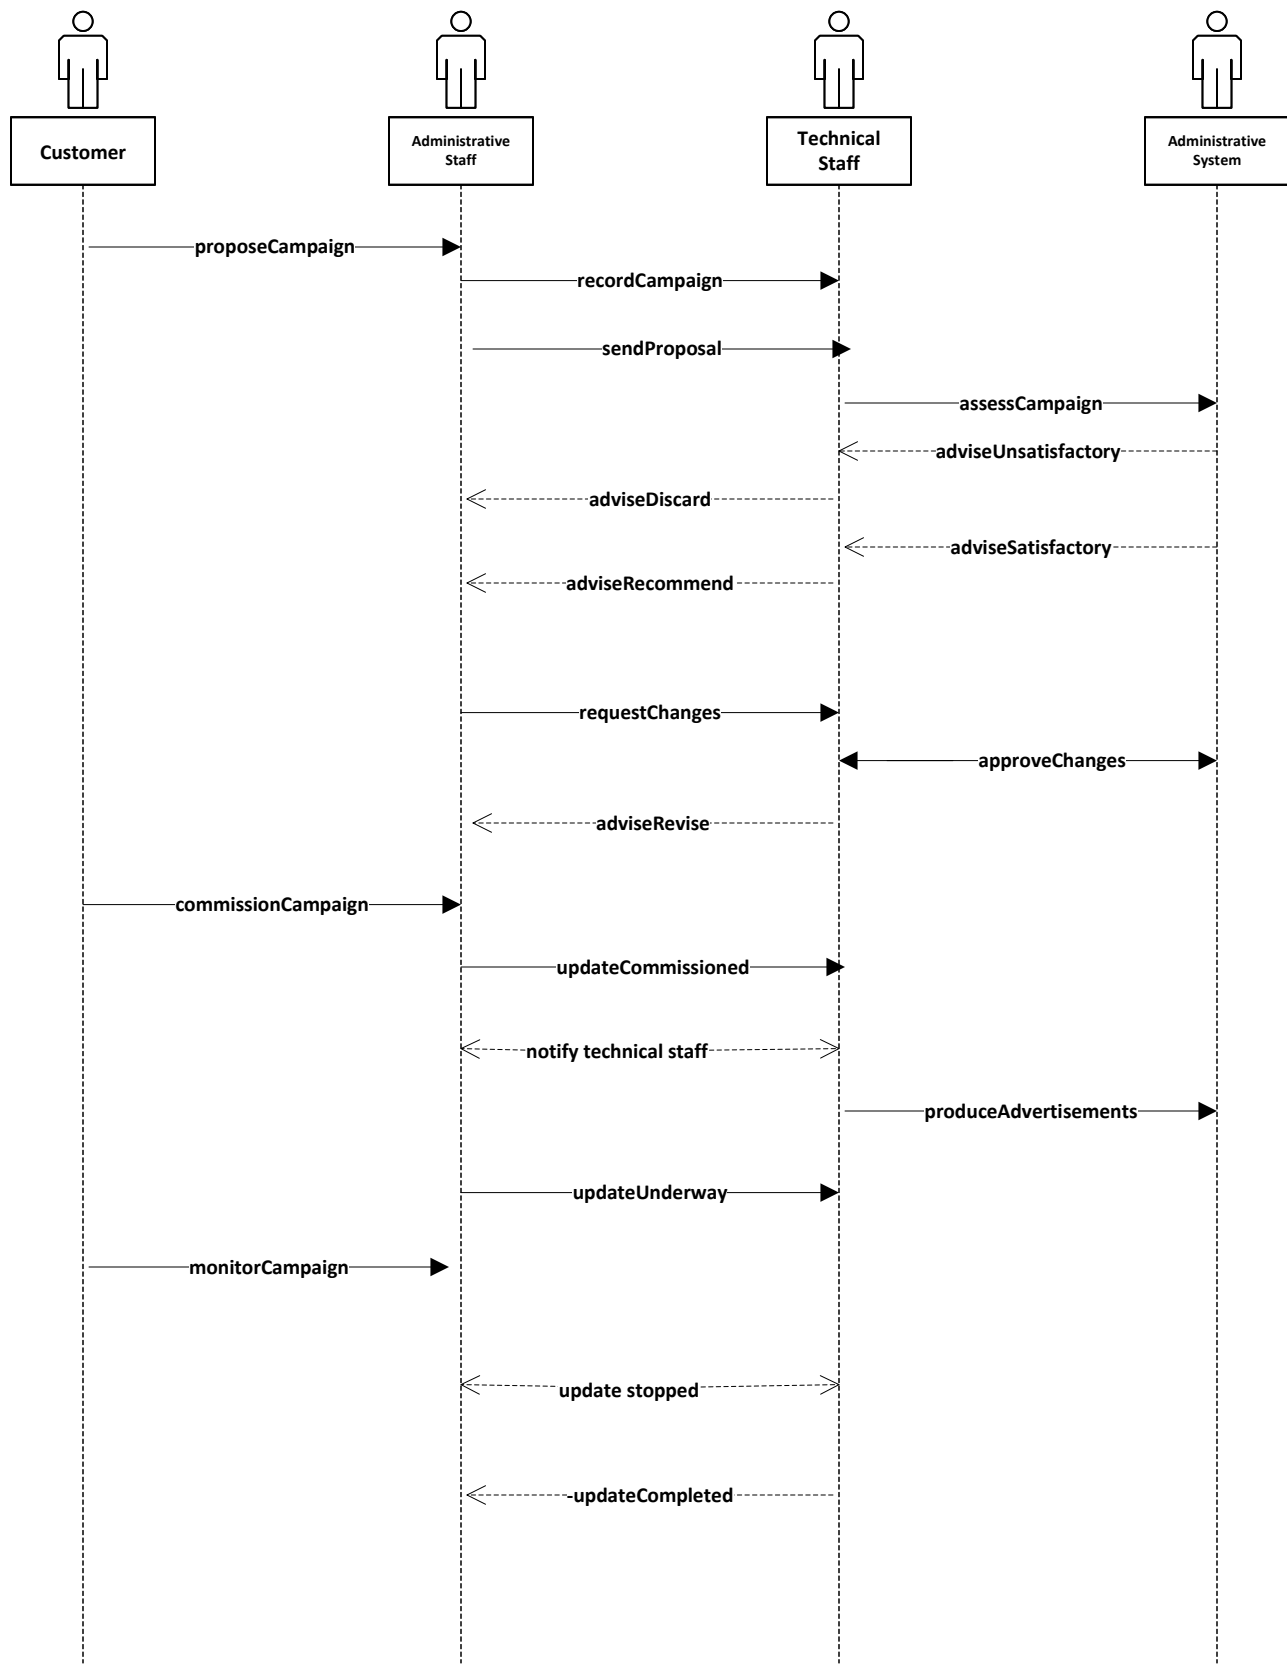 Customer
Administrative
Staff
Technical
Staff
Administrative
System
proposeCampaign
recordCampaign
sendProposal
assessCampaign
adviseUnsatisfactory
adviseDiscard
adviseSatisfactory
adviseRecommend
requestChanges
approveChanges
adviseRevise
commissionCampaign
updateCommissioned
notify technical staff
produceAdvertisements
updateUnderway
monitorCampaign
update stopped
-updateCompleted